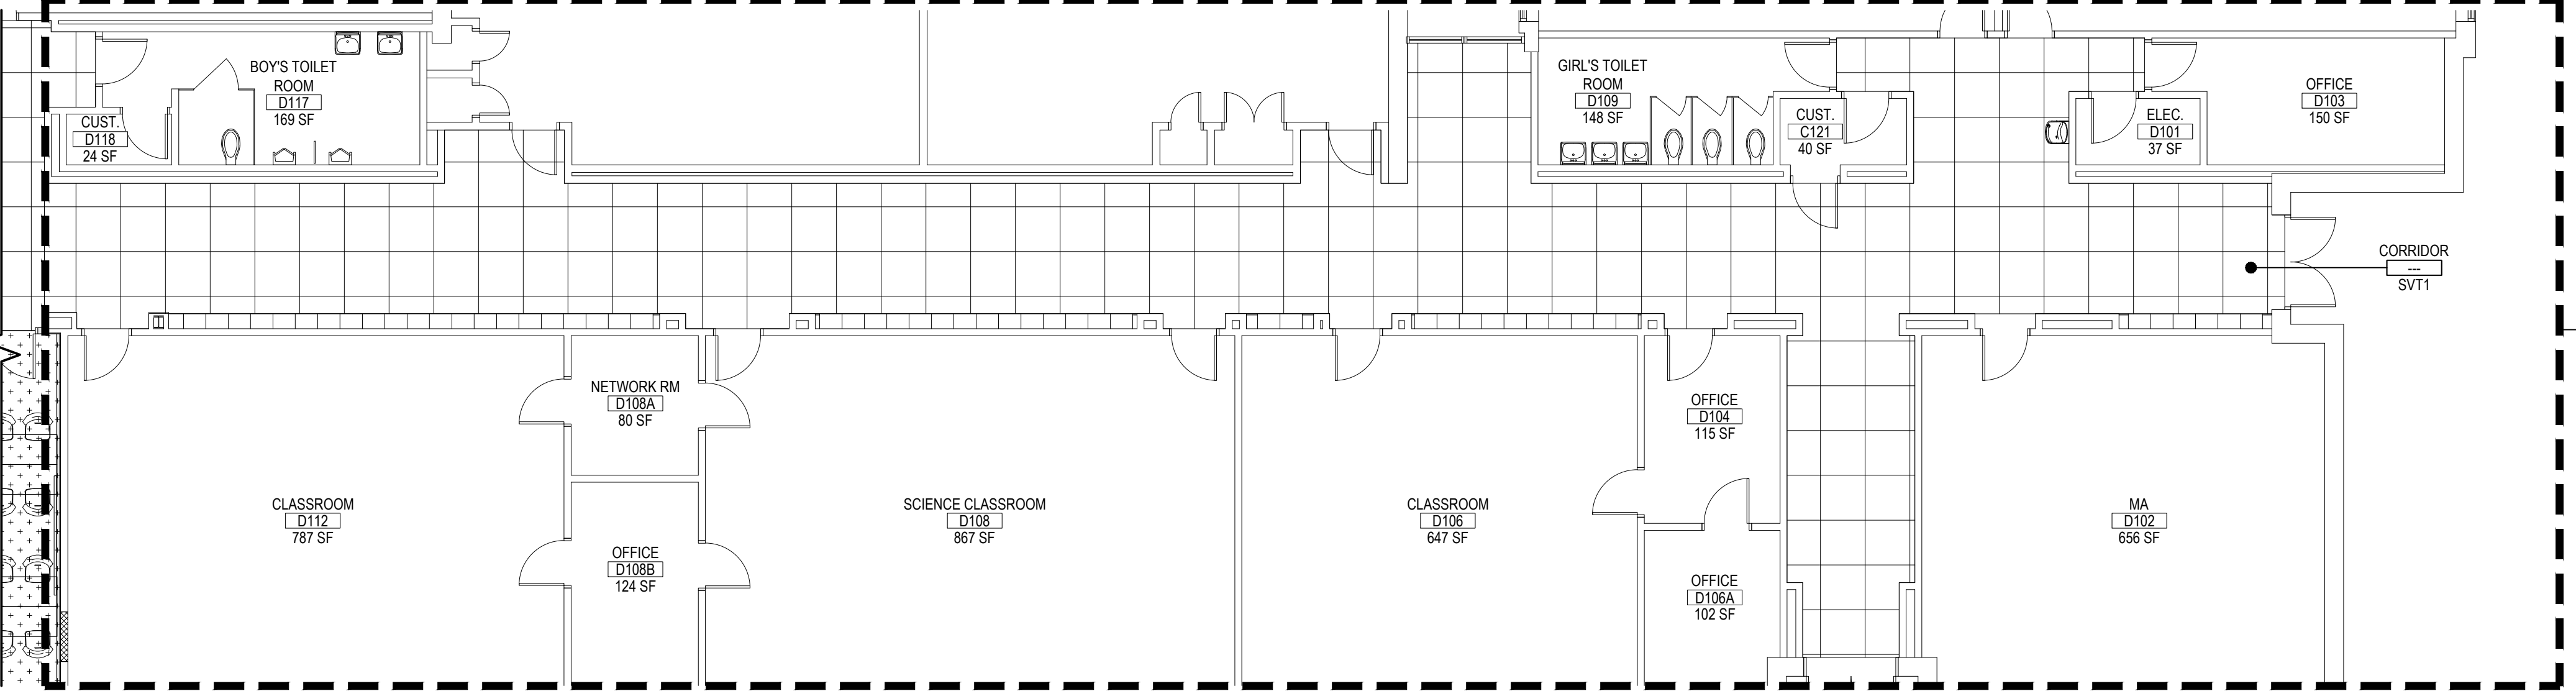 BOY'S TOILET
ROOM
D117
169 SF
CUST.
D118
24 SF
GIRL'S TOILET
ROOM
D109
148 SF
CUST.
C121
40 SF
ELEC.
D101
37 SF
OFFICE
D103
150 SF
CORRIDOR
---
SVT1
NETWORK RM
D108A
80 SF
OFFICE
D104
115 SF
CLASSROOM
D112
787 SF
SCIENCE CLASSROOM
D108
867 SF
CLASSROOM
D106
647 SF
MA
D102
656 SF
OFFICE
D108B
124 SF
OFFICE
D106A
102 SF